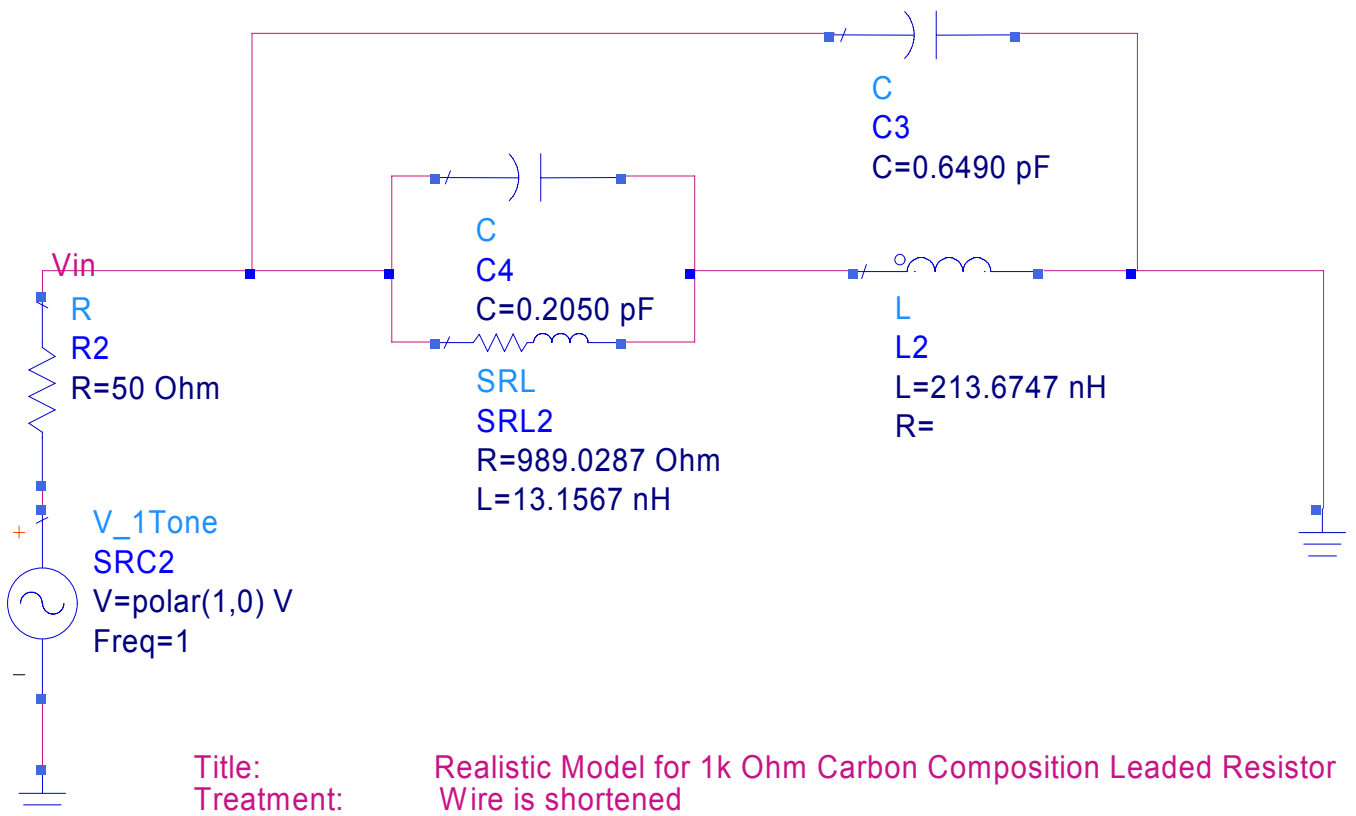 C
C3
C=0.6490 pF
C
C4
C=0.2050 pF
Vin
R
R2
R=50 Ohm
L
L2
L=213.6747 nH
R=
SRL
SRL2
R=989.0287 Ohm
L=13.1567 nH
+
V_1Tone
SRC2
V=polar(1,0) V
Freq=1
−
Title: Realistic Model for 1k Ohm Carbon Composition Leaded Resistor
Treatment: Wire is shortened